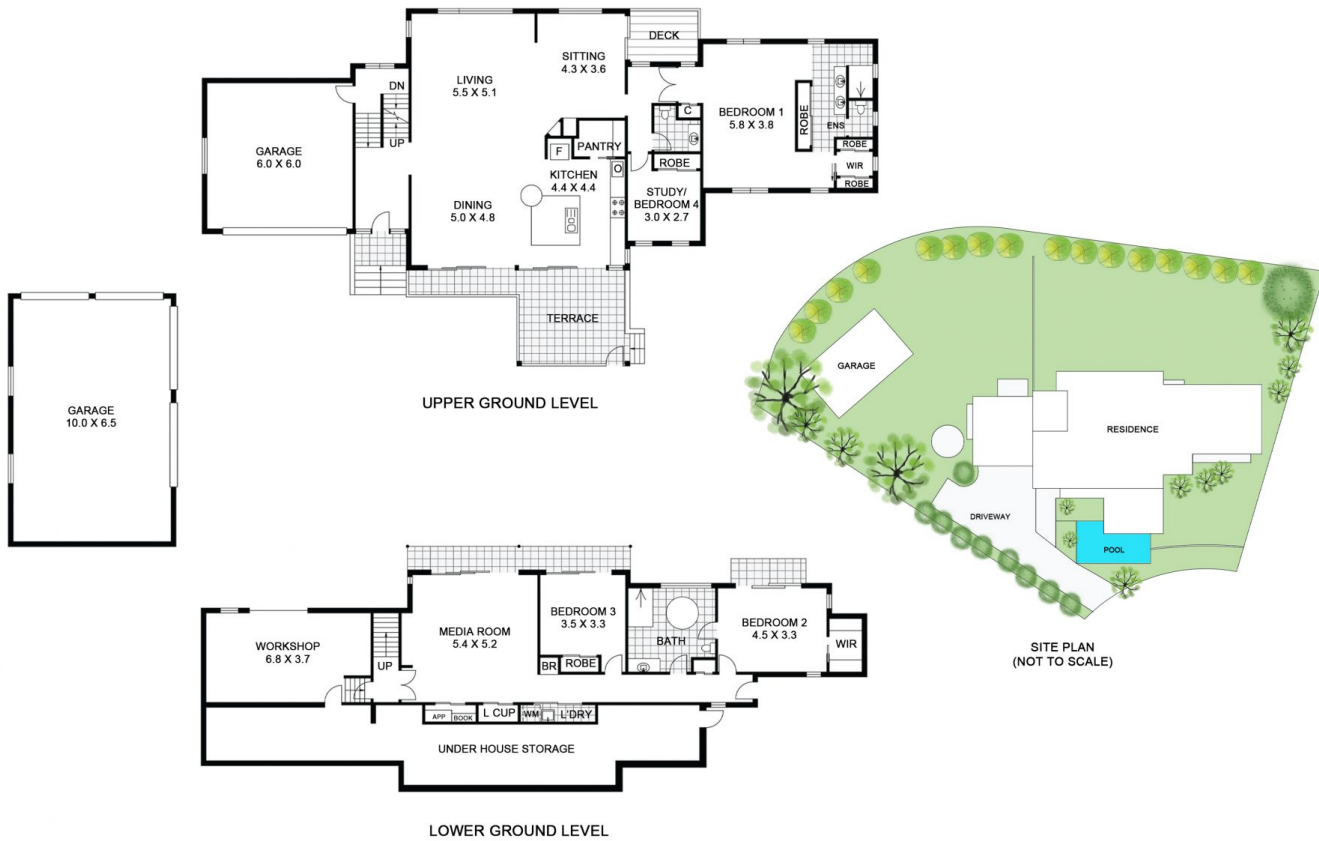 DECK
SITTING
4.3 X 3.6
LIVING
5.5 X 5.1
DN
UP
GARAGE
6.0 X 6.0
C
BEDROOM 1
5.8 X 3.8
ROBE
ENS
ROBE
WIR
ROBE
PANTRY
F
O
ROBE
KITCHEN
4.4 X 4.4
STUDY/
BEDROOM 4
3.0 X 2.7
DINING
5.0 X 4.8
TERRACE
UPPER GROUND LEVEL
GARAGE
10.0 X 6.5
GARAGE
RESIDENCE
DRIVEWAY
POOL
SITE PLAN
(NOT TO SCALE)
WORKSHOP
6.8 X 3.7
UP
MEDIA ROOM
5.4 X 5.2
BEDROOM 3
3.5 X 3.3
BR
ROBE
BATH
BEDROOM 2
4.5 X 3.3
WIR
APP
BOOK
L CUP
WM
L'DRY
UNDER HOUSE STORAGE
LOWER GROUND LEVEL